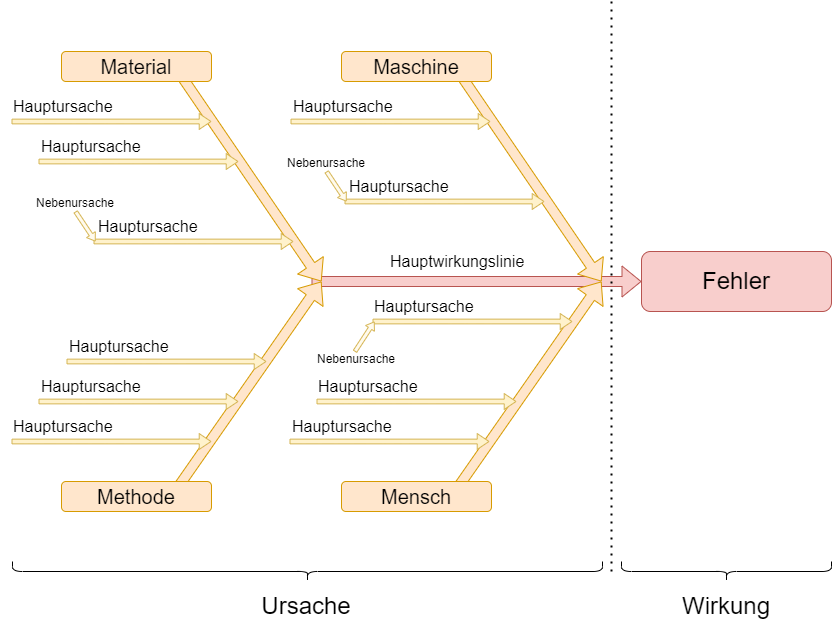 Material
Maschine
Hauptursache
Hauptursache
Hauptursache
Nebenursache
Hauptursache
Nebenursache
Hauptursache
Hauptwirkungslinie
Fehler
Hauptursache
Nebenursache
Hauptursache
Hauptursache
Hauptursache
Hauptursache
Hauptursache
Methode
Mensch
Ursache
Wirkung